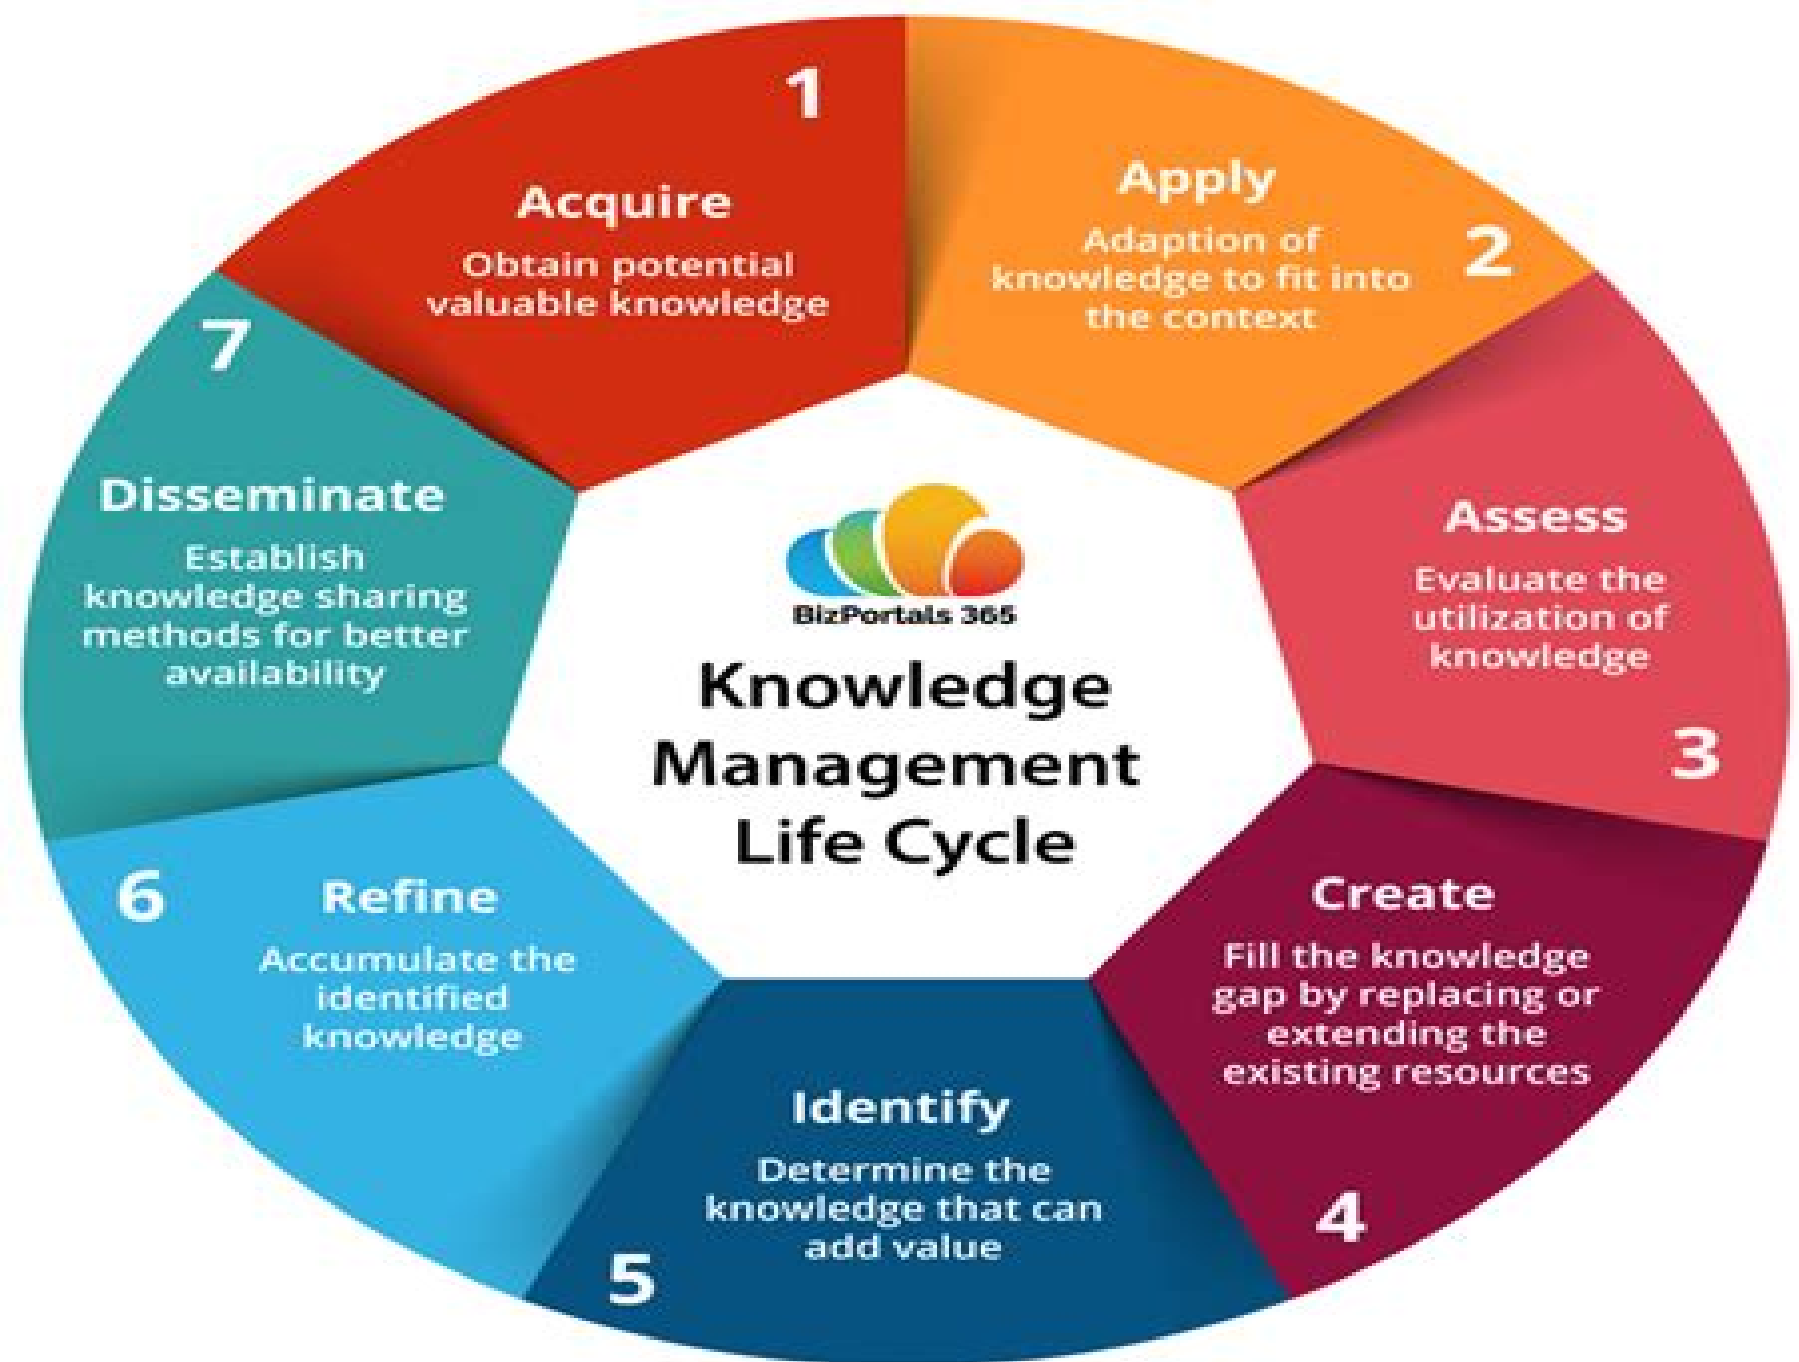 1
Acquire
Obtain potential
valuable knowledge
Apply
Adaption of
knowledge to fit into
the context
2
Assess
Evaluate the
utilization of
knowledge
3
Create
Fill the knowledge
gap by replacing or
extending the
existing resources
4
Identify
Determine the
knowledge that can
add value
5
6
Refine
Accumulate the
identified
knowledge
7
Disseminate
Establish
knowledge sharing
methods for better
availability
BizPortals 365
Knowledge
Management
Life Cycle